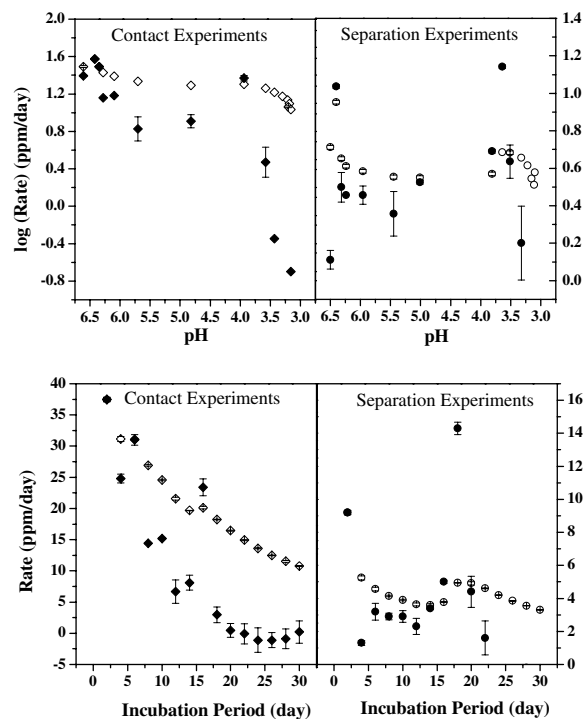 Contact Experiments
Separation Experiments
log (Rate) (ppm/day)
2.0
1.6
1.2
0.8
0.4
0.0
-0.4
-0.8
1.4
1.2
1.0
0.8
0.6
0.4
0.2
0.0
6.5 6.0 5.5 5.0 4.5 4.0 3.5 3.0
6.5 6.0 5.5 5.0 4.5 4.0 3.5 3.0
pH
pH
Contact Experiments
Separation Experiments
Rate (ppm/day)
40
35
30
25
20
15
10
5
0
-5
16
14
12
10
8
6
4
2
0
0 5 10 15 20 25 30
0 5 10 15 20 25 30
Incubation Period (day)
Incubation Period (day)